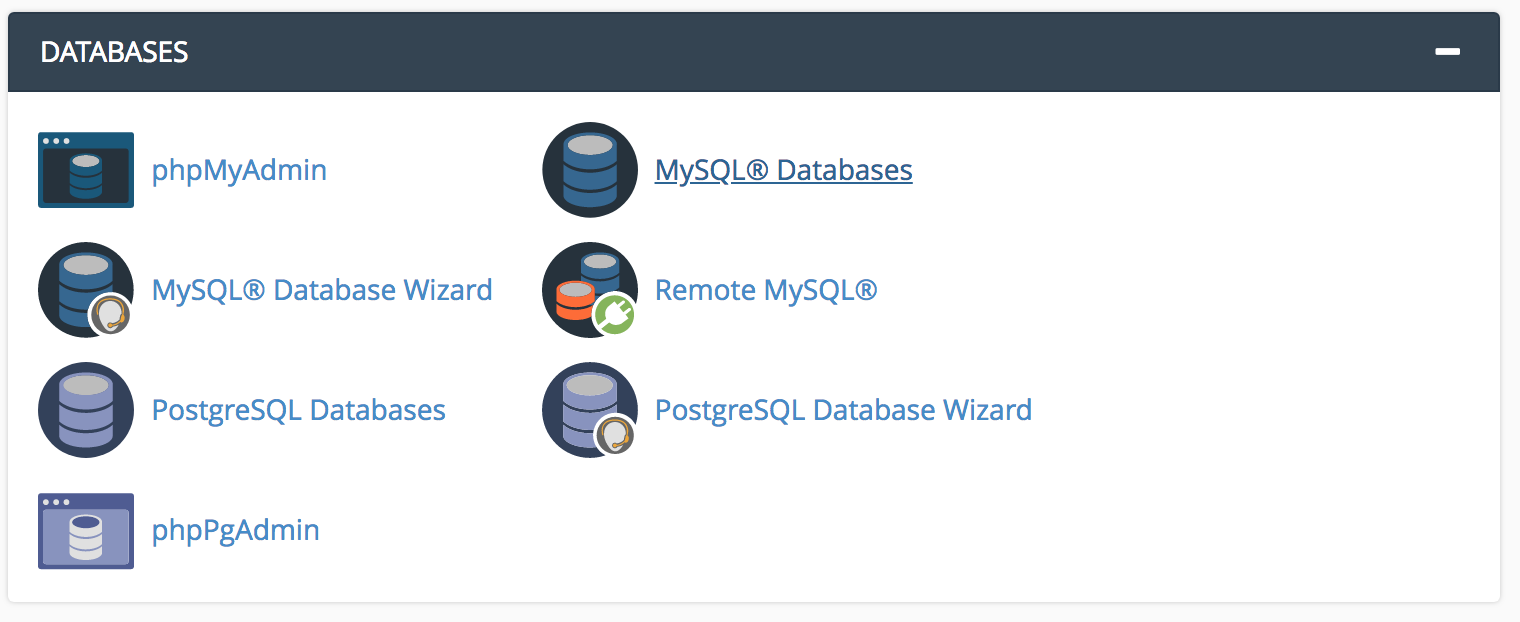 DATABASES
phpMyAdmin
MySQL® Databases
MySQL® Database Wizard
Remote MySQL®
PostgreSQL Databases
PostgreSQL Database Wizard
phpPgAdmin